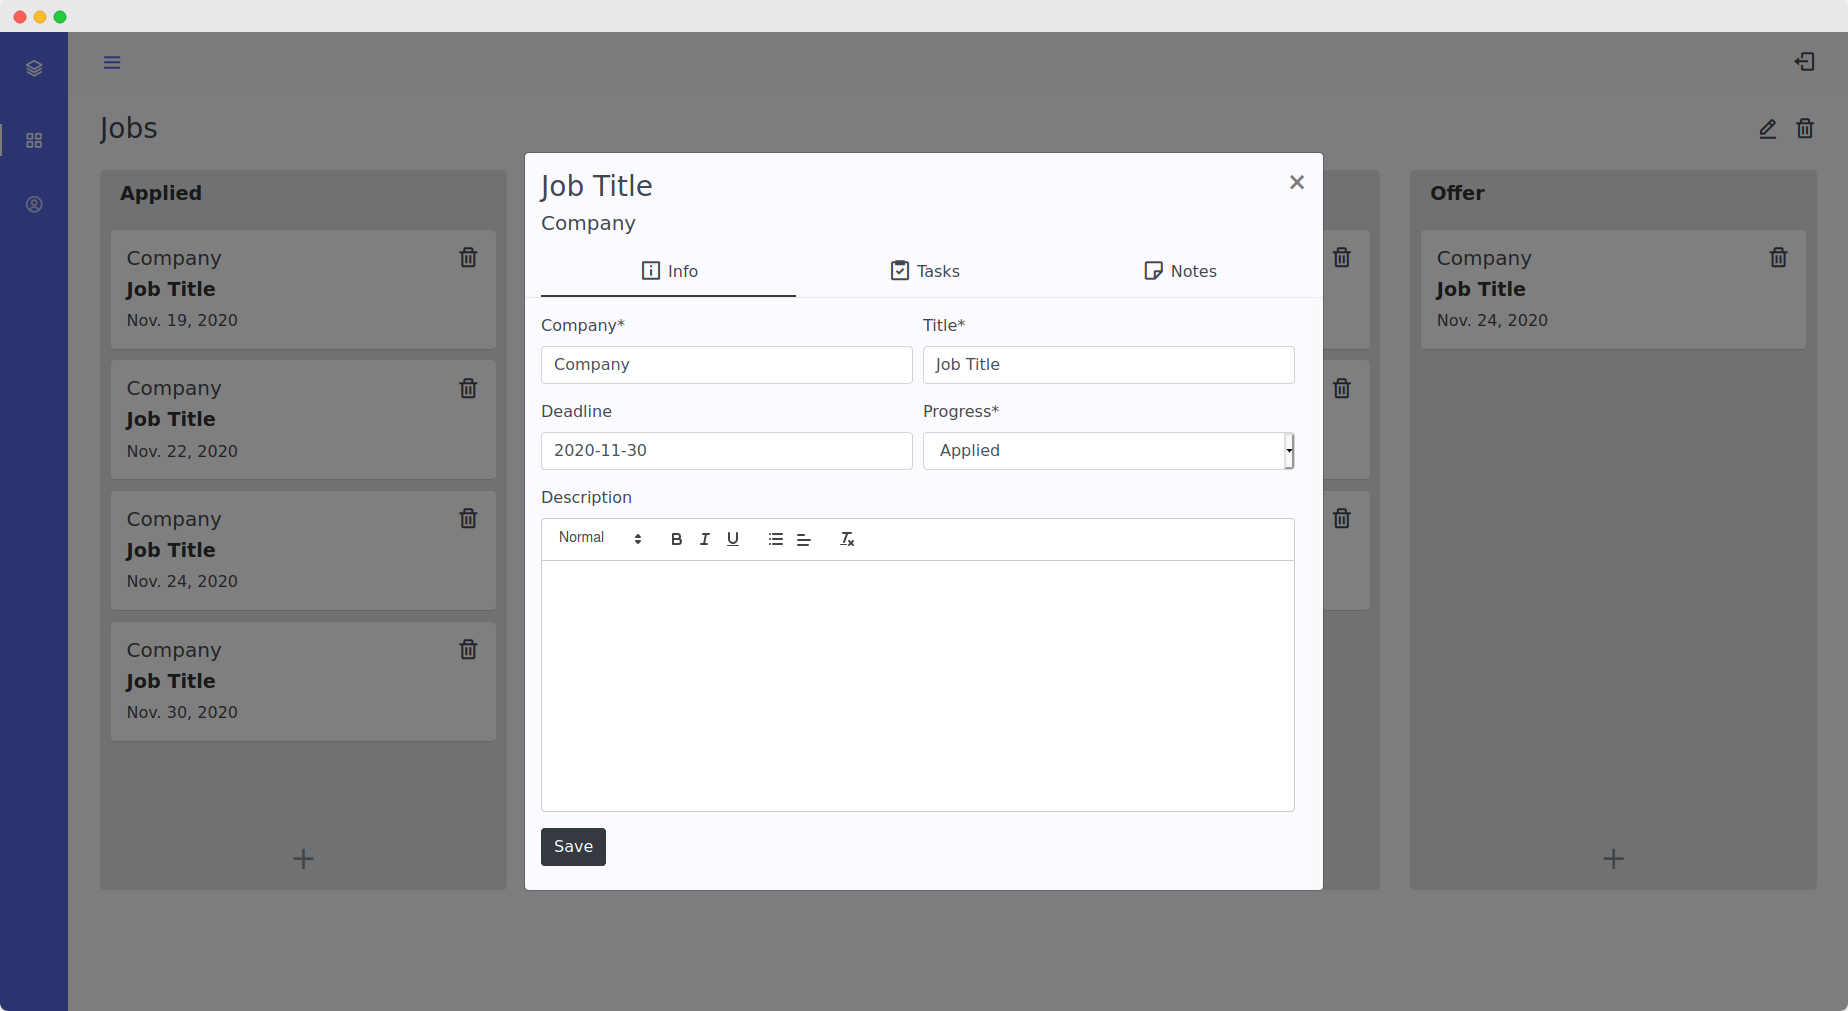 Jobs
Applied
Company
Job Title
Nov. 19, 2020
Company
Job Title
Nov. 22, 2020
Company
Job Title
Nov. 24, 2020
Company
Job Title
Nov. 30, 2020
Job Title
Company
Info
Tasks
Notes
Company*
Title*
Company
Job Title
Deadline
Progress*
2020-11-30
Applied
Description
Normal
B I U
Save
Offer
Company
Job Title
Nov. 24, 2020